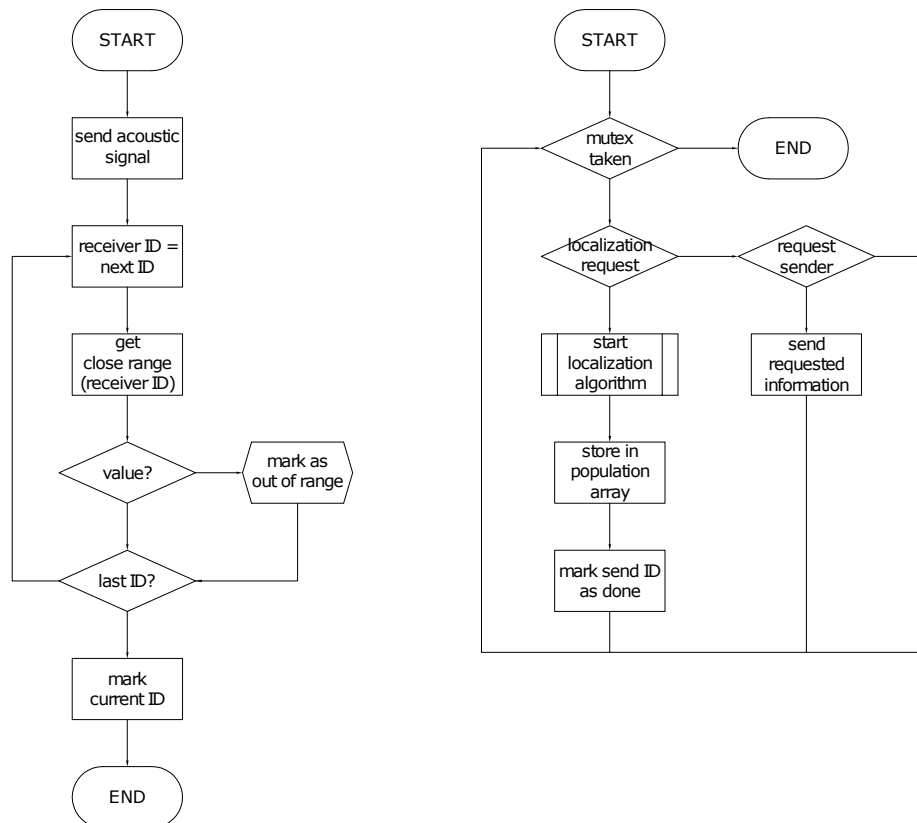 START
send acoustic
signal
receiver ID =
next ID
get
close range
(receiver ID)
value?
mark as
out of range
last ID?
mark
current ID
END
START
mutex
taken
END
localization
request
request
sender
start
localization
algorithm
send
requested
information
store in
population
array
mark send ID
as done